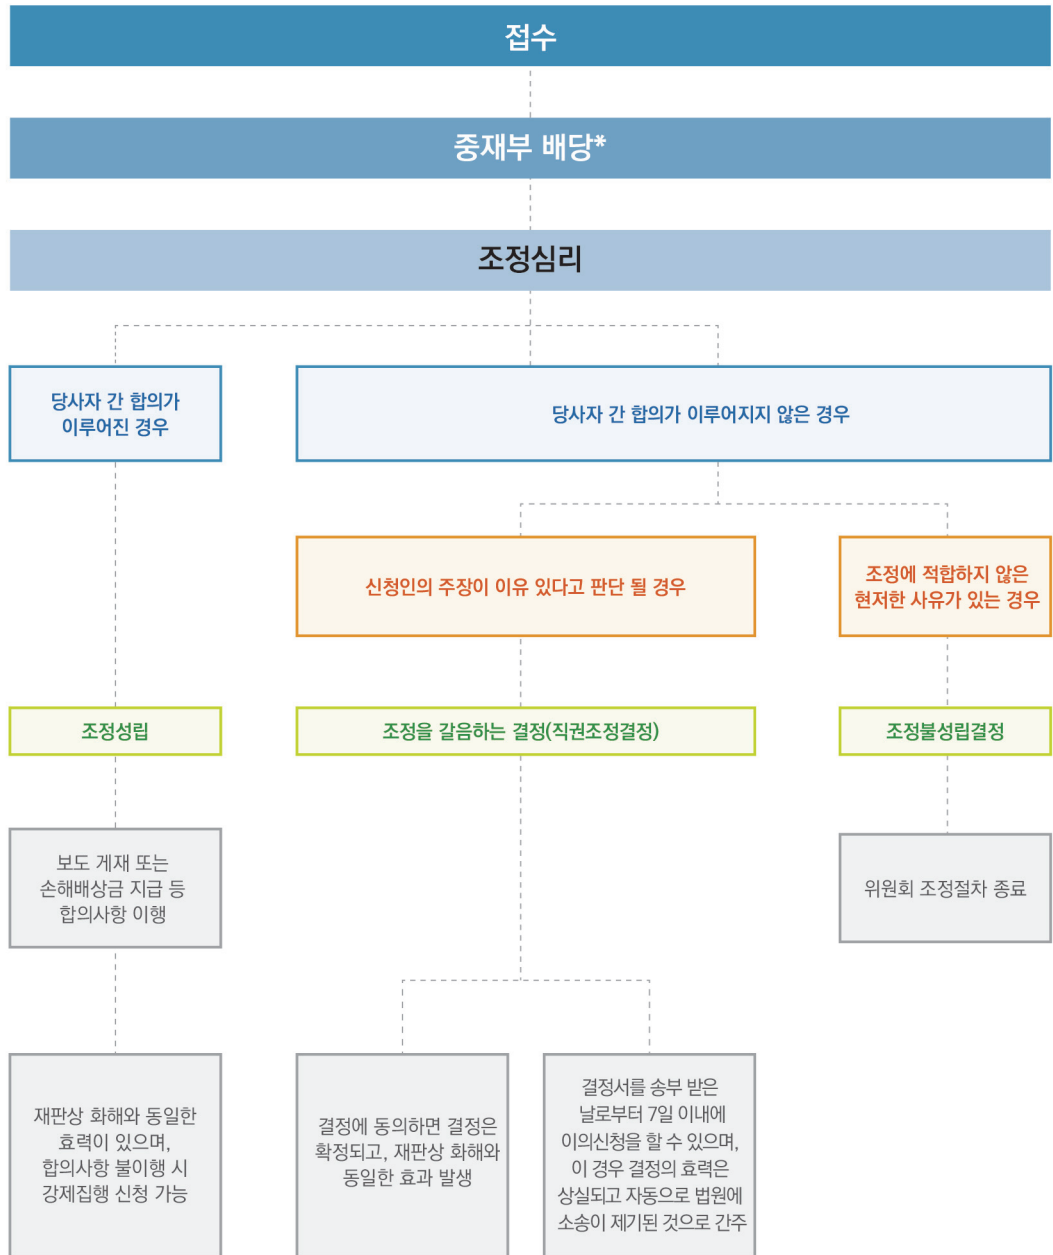 접수
중재부 배당*
조정심리
당사자 간 합의가
이루어진 경우
당사자 간 합의가 이루어지지 않은 경우
신청인의 주장이 이유 있다고 판단 될 경우
조정에 적합하지 않은
현저한 사유가 있는 경우
조정성립
조정을 갈음하는 결정(직권조정결정)
조정불성립결정
보도 게재 또는
손해배상금 지급 등
합의사항 이행
위원회 조정절차 종료
재판상 화해와 동일한
효력이 있으며,
합의사항 불이행 시
강제집행 신청 가능
결정에 동의하면 결정은
확정되고, 재판상 화해와
동일한 효과 발생
결정서를 송부 받은
날로부터 7일 이내에
이의신청을 할 수 있으며,
이 경우 결정의 효력은
상실되고 자동으로 법원에
소송이 제기된 것으로 간주